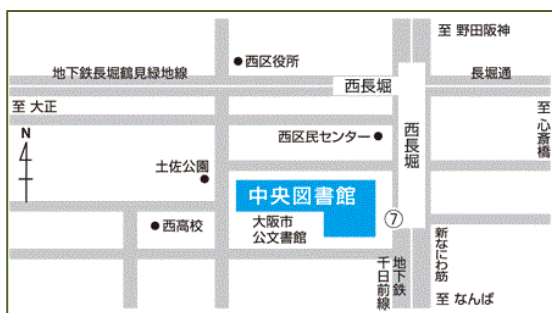 至 野田阪神
西区役所
地下鉄長堀鶴見緑地線
長堀通
西長堀
至 大正
至 心斎橋
西長堀
西区民センター
N
土佐公園
中央図書館
大阪市
公文書館
⑦
西高校
新なにわ筋
地下鉄
千日前線
至 なんば